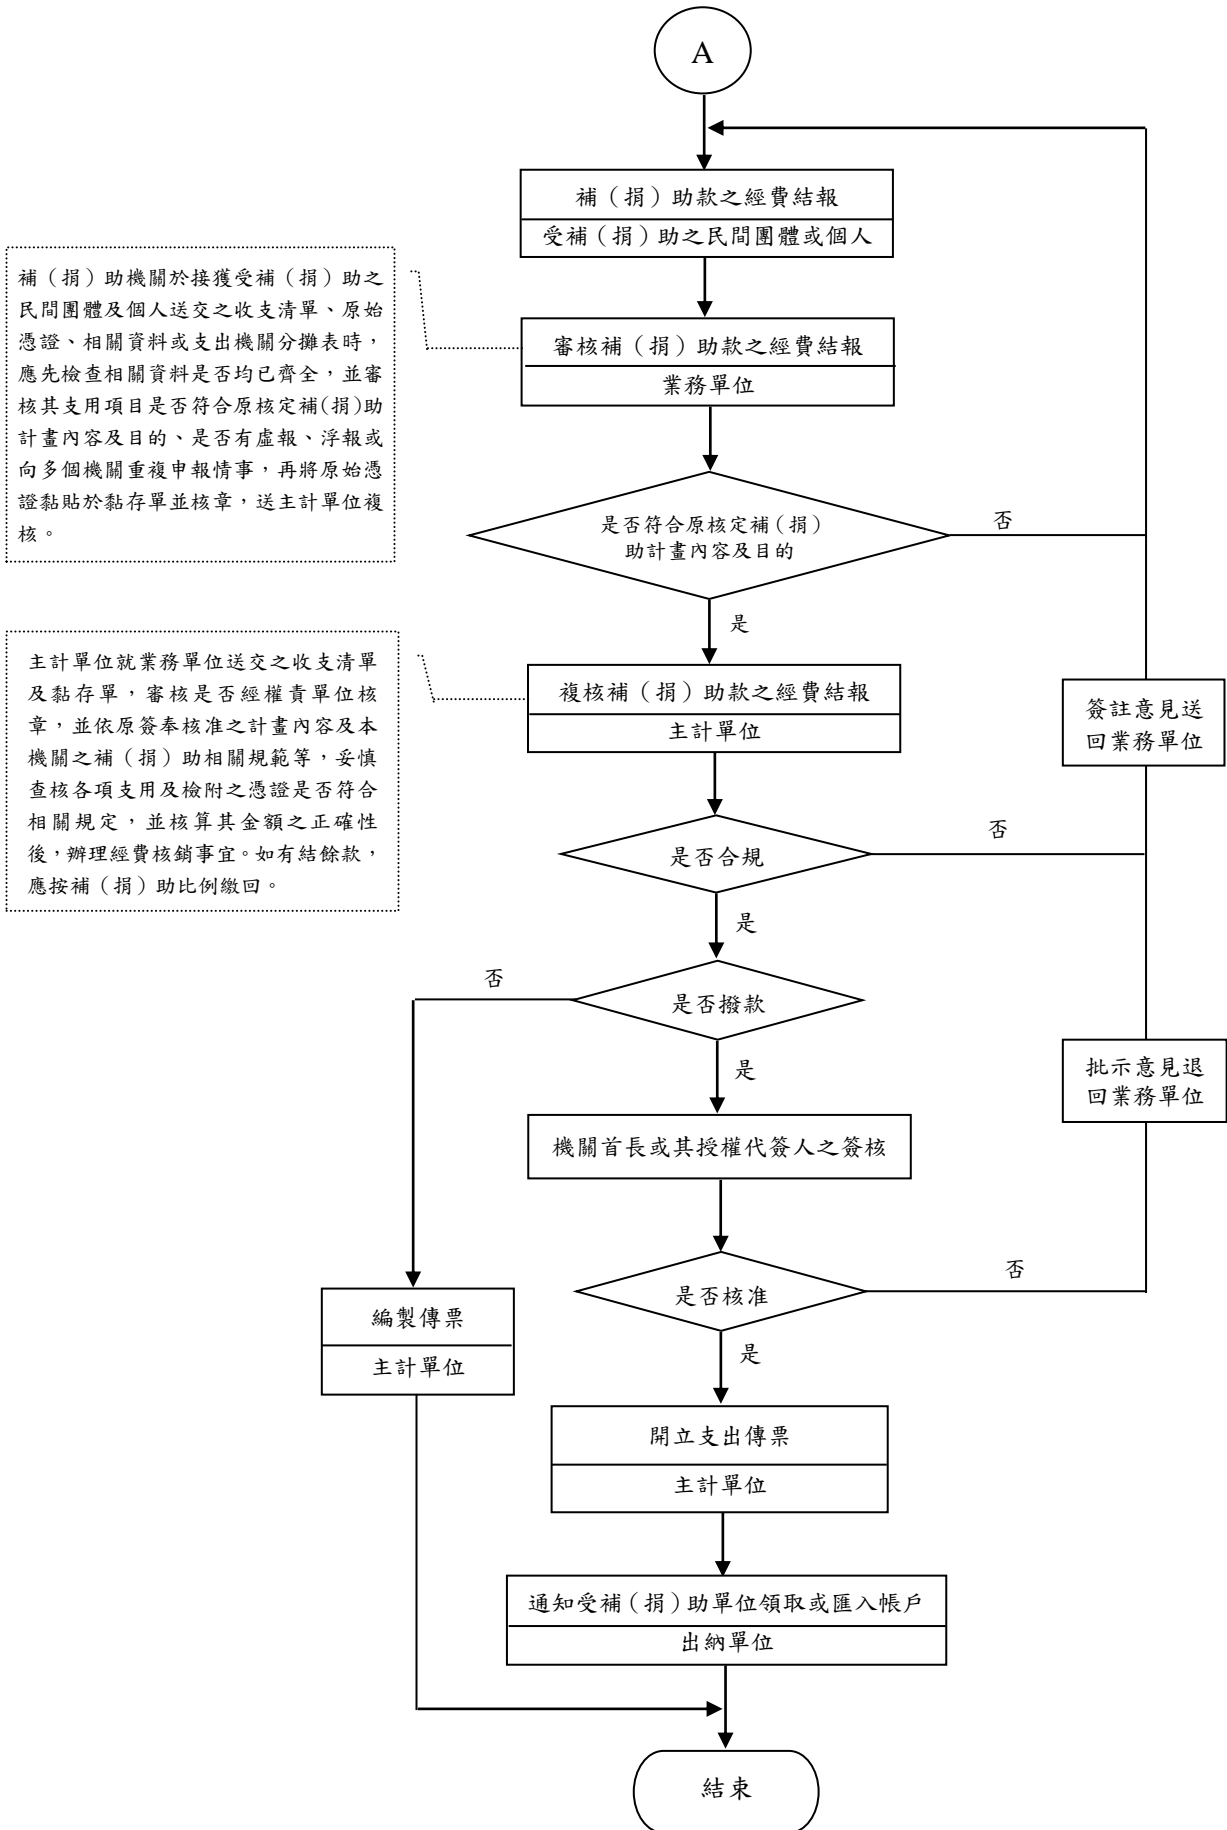 A
補（捐）助款之經費結報
受補（捐）助之民間團體或個人
補（捐）助機關於接獲受補（捐）助之
民間團體及個人送交之收支清單、原始
憑證、相關資料或支出機關分攤表時，
應先檢查相關資料是否均已齊全，並審
核其支用項目是否符合原核定補(捐)助
計畫內容及目的、是否有虛報、浮報或
向多個機關重複申報情事，再將原始憑
證黏貼於黏存單並核章，送主計單位複
核。
審核補（捐）助款之經費結報
業務單位
是否符合原核定補（捐）
助計畫內容及目的
否
是
主計單位就業務單位送交之收支清單
及黏存單，審核是否經權責單位核
章，並依原簽奉核准之計畫內容及本
機關之補（捐）助相關規範等，妥慎
查核各項支用及檢附之憑證是否符合
相關規定，並核算其金額之正確性
後，辦理經費核銷事宜。如有結餘款，
應按補（捐）助比例繳回。
複核補（捐）助款之經費結報
主計單位
簽註意見送
回業務單位
是否合規
否
是
是否撥款
否
是
批示意見退
回業務單位
機關首長或其授權代簽人之簽核
是否核准
否
是
編製傳票
主計單位
開立支出傳票
主計單位
通知受補（捐）助單位領取或匯入帳戶
出納單位
結束